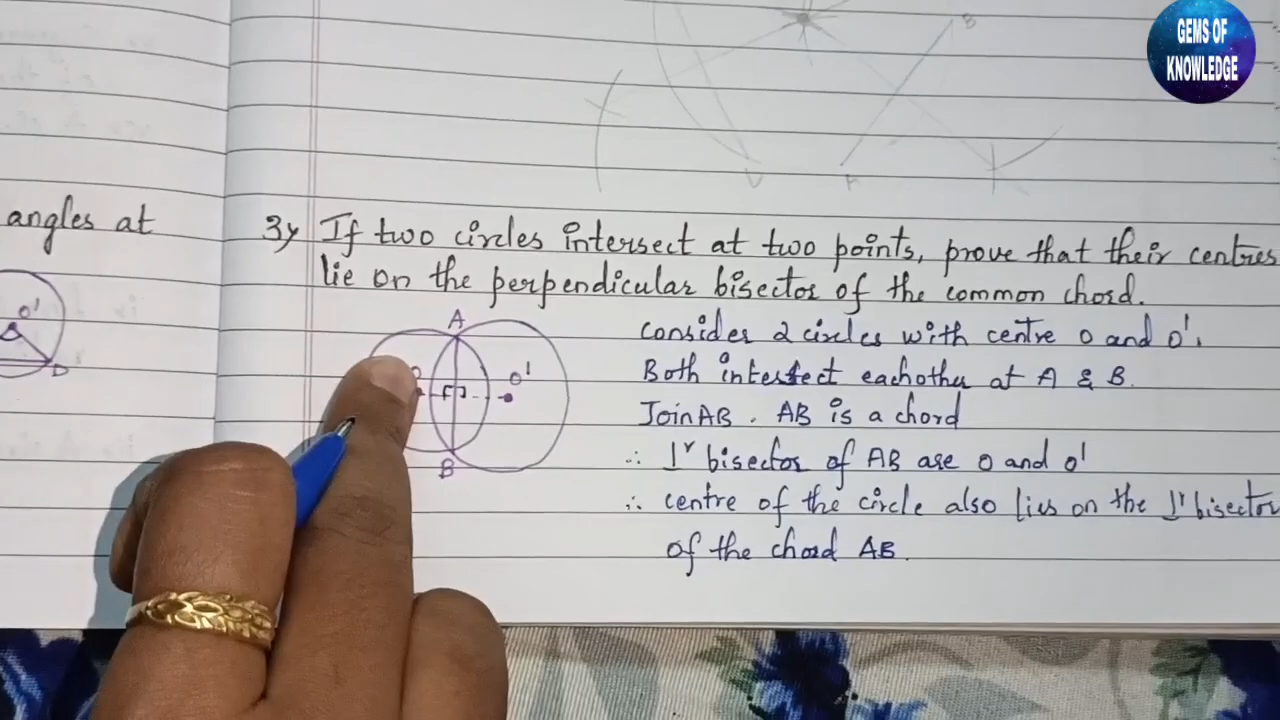 GEMS OF
KNOWLEDGE
B
A
angles at
O'
D
3y If two circles intersect at two points, prove that their centres
lie on the perpendicular bisector of the common chord.
A
O'
B
Consider 2 circles with centre O and O'.
Both intersect eachother at A & B.
Join AB. AB is a chord
∴ ⊥r bisector of AB are O and O'
∴ centre of the circle also lies on the ⊥r bisector
of the chord AB.